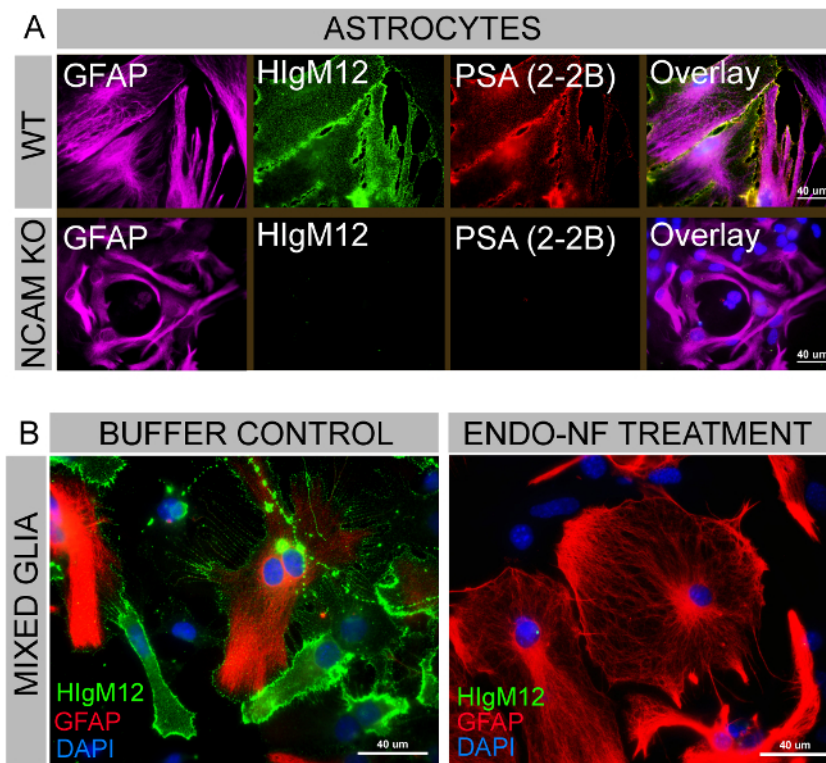 A
ASTROCYTES
WT
GFAP
HIgM12
PSA (2-2B)
Overlay
40 um
NCAM KO
GFAP
HIgM12
PSA (2-2B)
Overlay
40 um
B
BUFFER CONTROL
ENDO-NF TREATMENT
MIXED GLIA
HIgM12
GFAP
DAPI
40 um
HIgM12
GFAP
DAPI
40 um